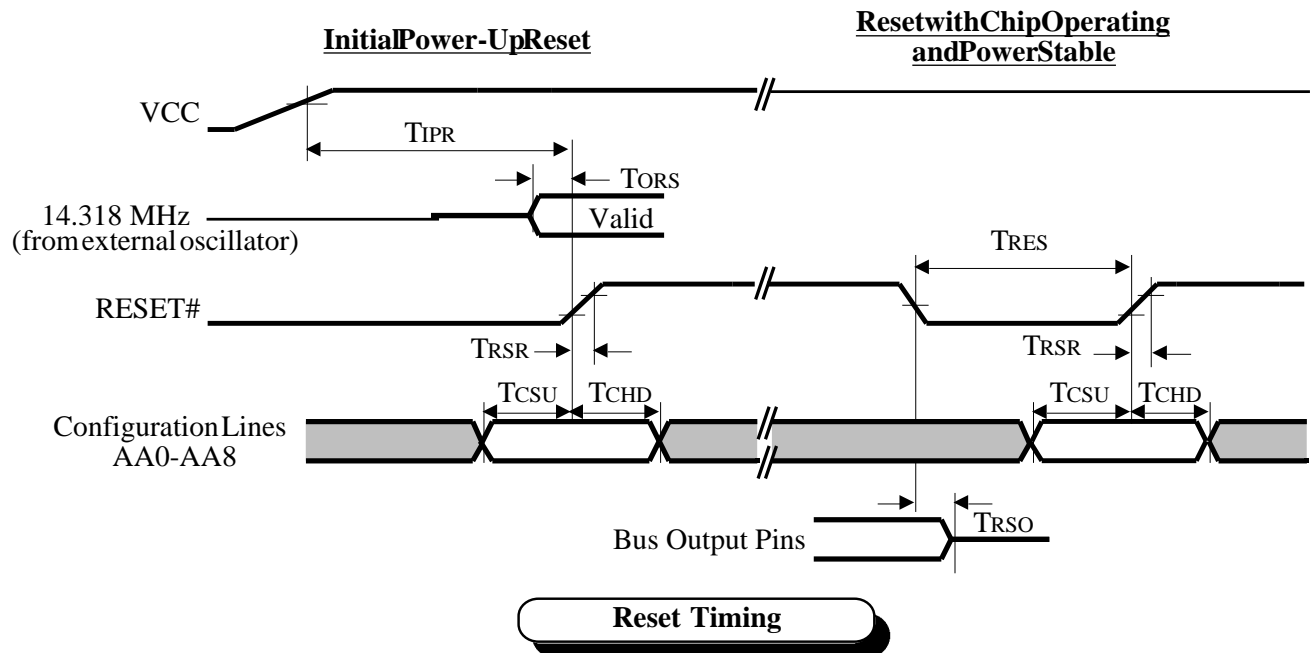 InitialPower-UpReset
ResetwithChipOperating
andPowerStable
VCC
TIPR
TORS
14.318 MHz
(fromexternaloscillator)
Valid
TRES
RESET#
TRSR
TRSR
TCSU
TCHD
TCSU
TCHD
ConfigurationLines
AA0-AA8
TRSO
Bus Output Pins
Reset Timing